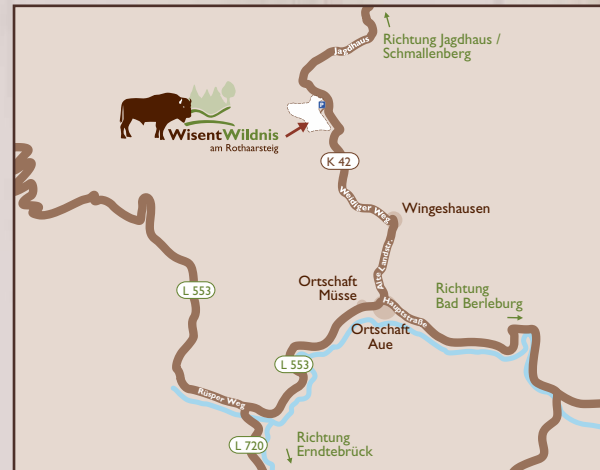 Richtung Jagdhaus /
Schmallenberg
Jagdhaus
WisentWildnis
am Rothaarsteig
K 42
Weidiger Weg
Wingeshausen
Alte Landstr.
Ortschaft
Müsse
Richtung
Bad Berleburg
L 553
Hauptstraße
Ortschaft
Aue
L 553
Rüsper Weg
L 720
Richtung
Erndtebrück